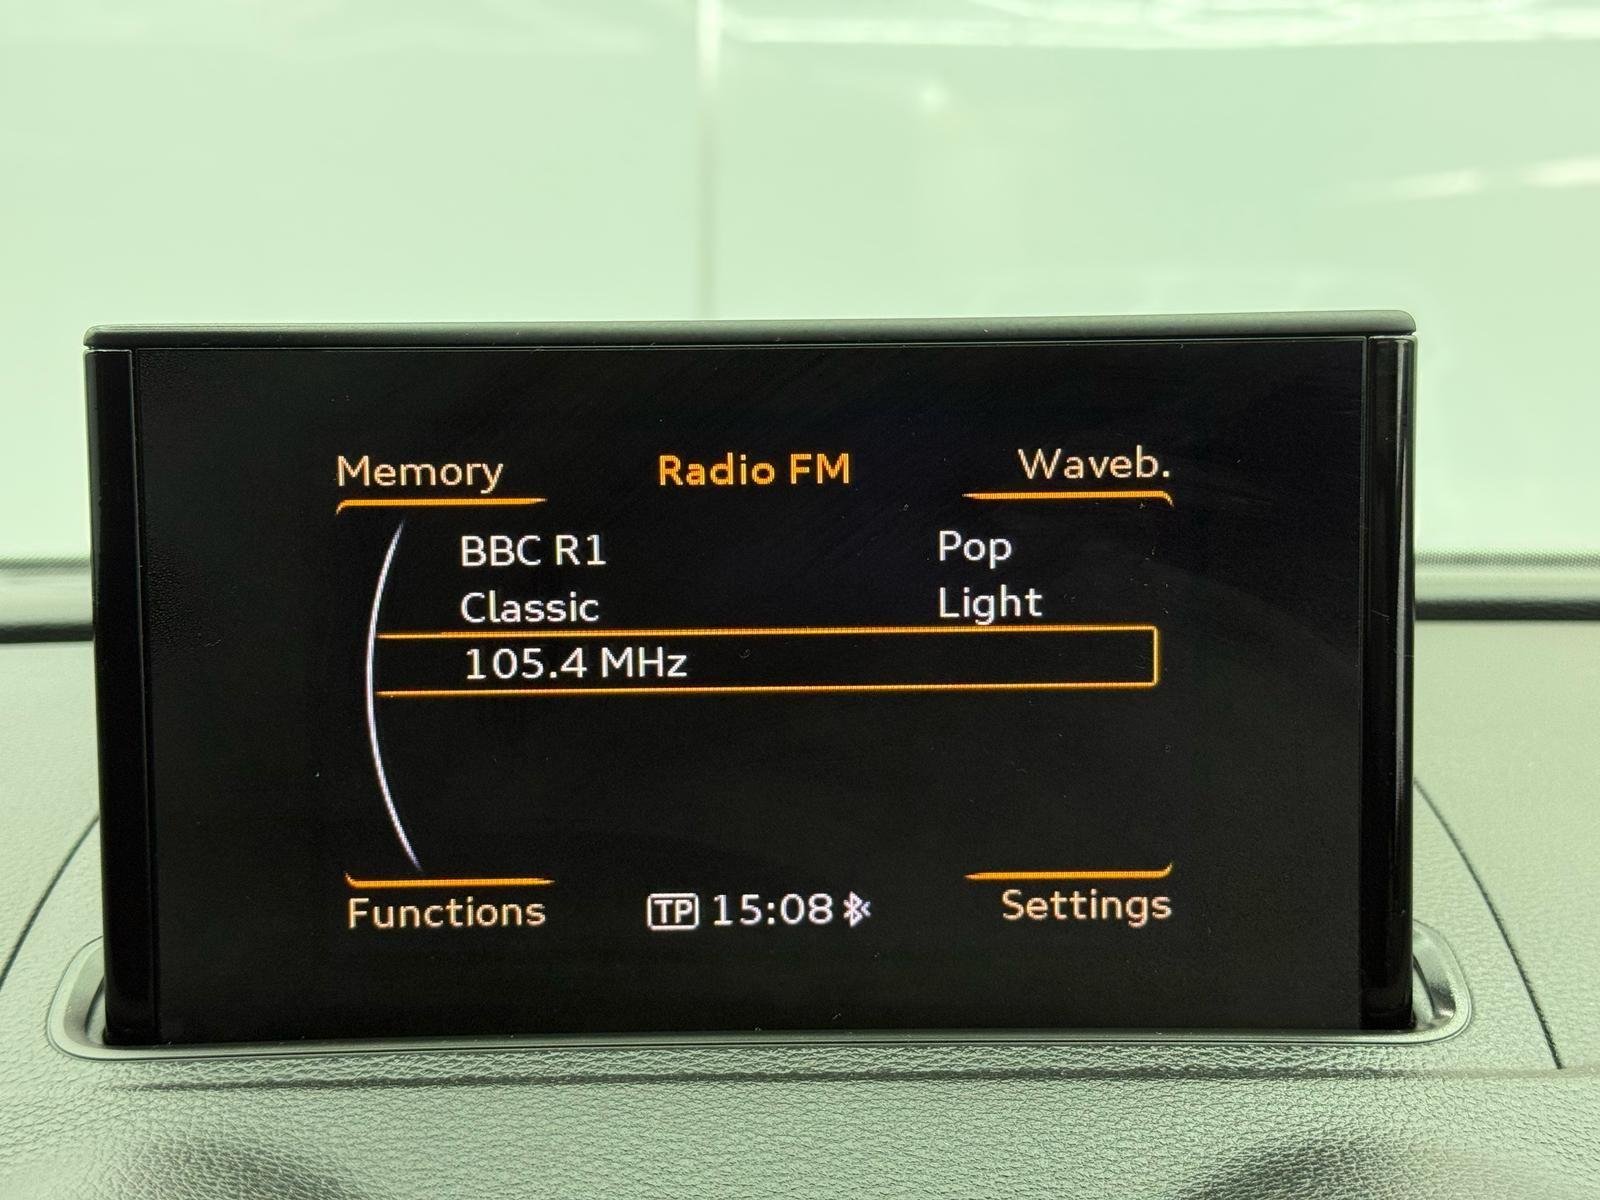 Memory Radio FM Waveb.
BBC R1 Pop
Classic Light
105.4 MHz
Functions TP 15:08 Settings